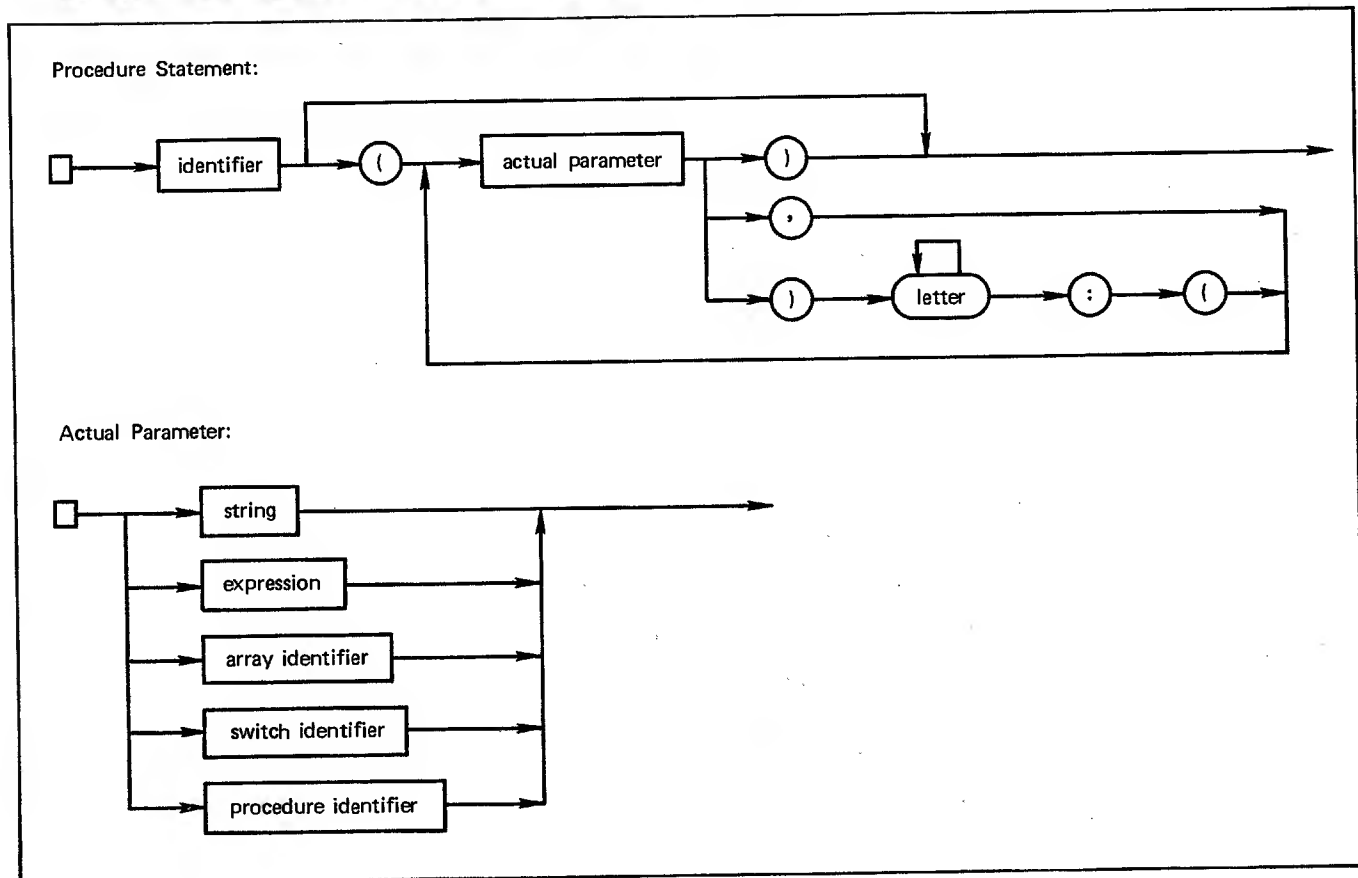 Procedure Statement:
identifier ( actual parameter )
,
) letter : (
Actual Parameter:
string
expression
array identifier
switch identifier
procedure identifier